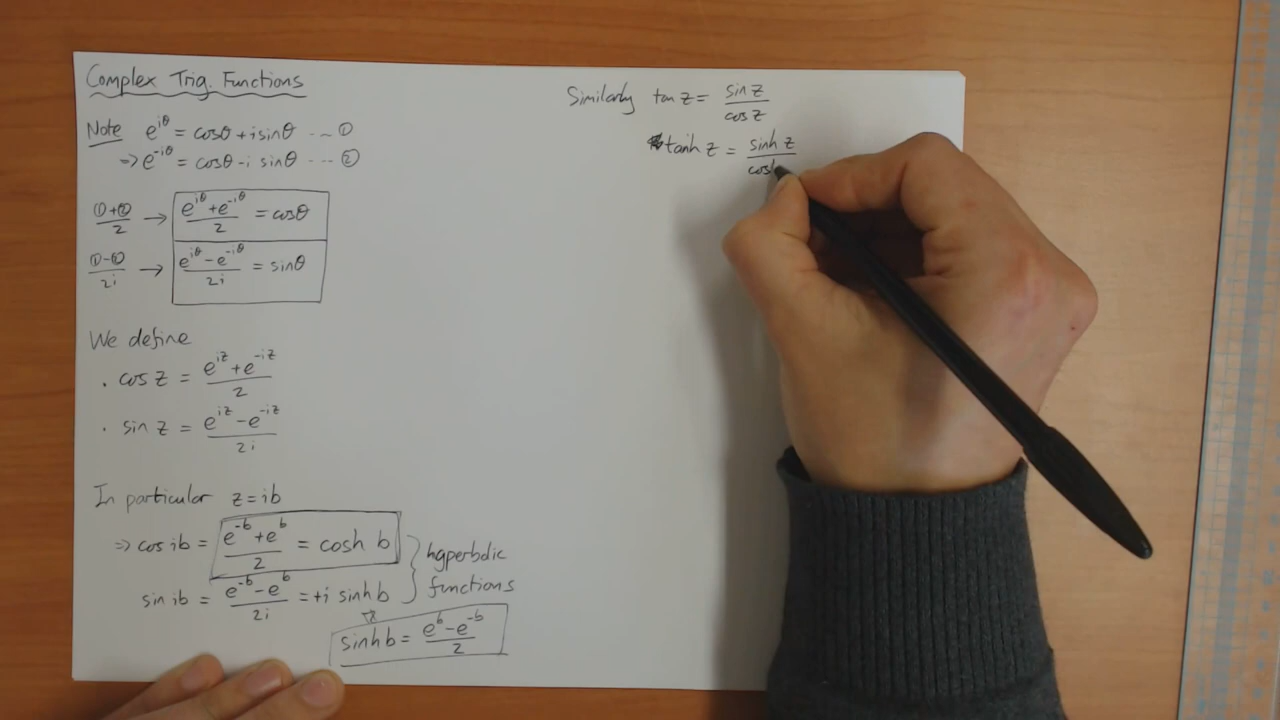 Complex Trig. Functions
Note e^{iθ} = cosθ + i sinθ --- ①
⇒ e^{-iθ} = cosθ - i sinθ --- ②
(①+②)/2 → (e^{iθ} + e^{-iθ})/2 = cosθ
(①-②)/2i → (e^{iθ} - e^{-iθ})/2i = sinθ
We define
· cos z = (e^{iz} + e^{-iz})/2
· sin z = (e^{iz} - e^{-iz})/2i
In particular z = ib
⇒ cos ib = (e^{-b} + e^{b})/2 = cosh b
sin ib = (e^{-b} - e^{b})/2i = +i sinh b
} hyperbolic
functions
sinh b = (e^{b} - e^{-b})/2
Similarly tan z = sin z/cos z
tanh z = sinh z/cos